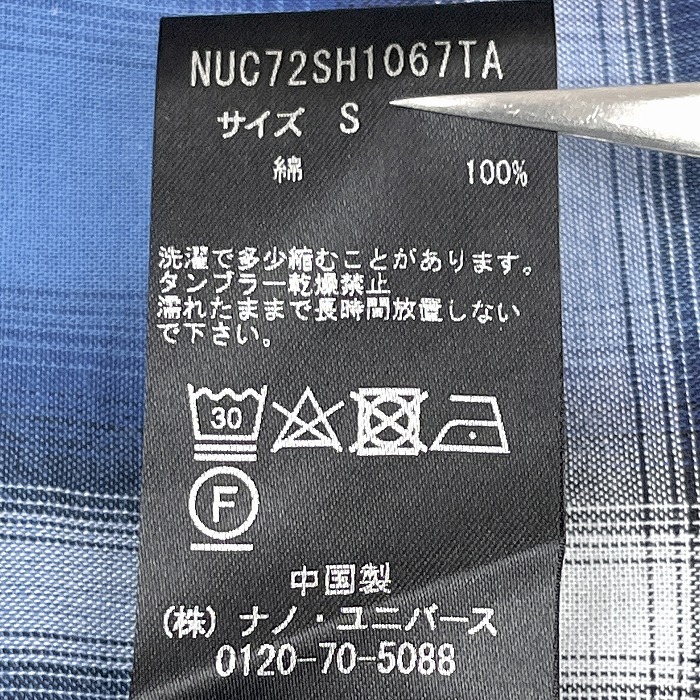 NUC72SH1067TA
サイズ S
綿 100%
洗濯で多少縮むことがあります。
タンブラー乾燥禁止
濡れたままで長時間放置しない
で下さい。
30
F
中国製
(株) ナノ・ユニバース
0120-70-5088